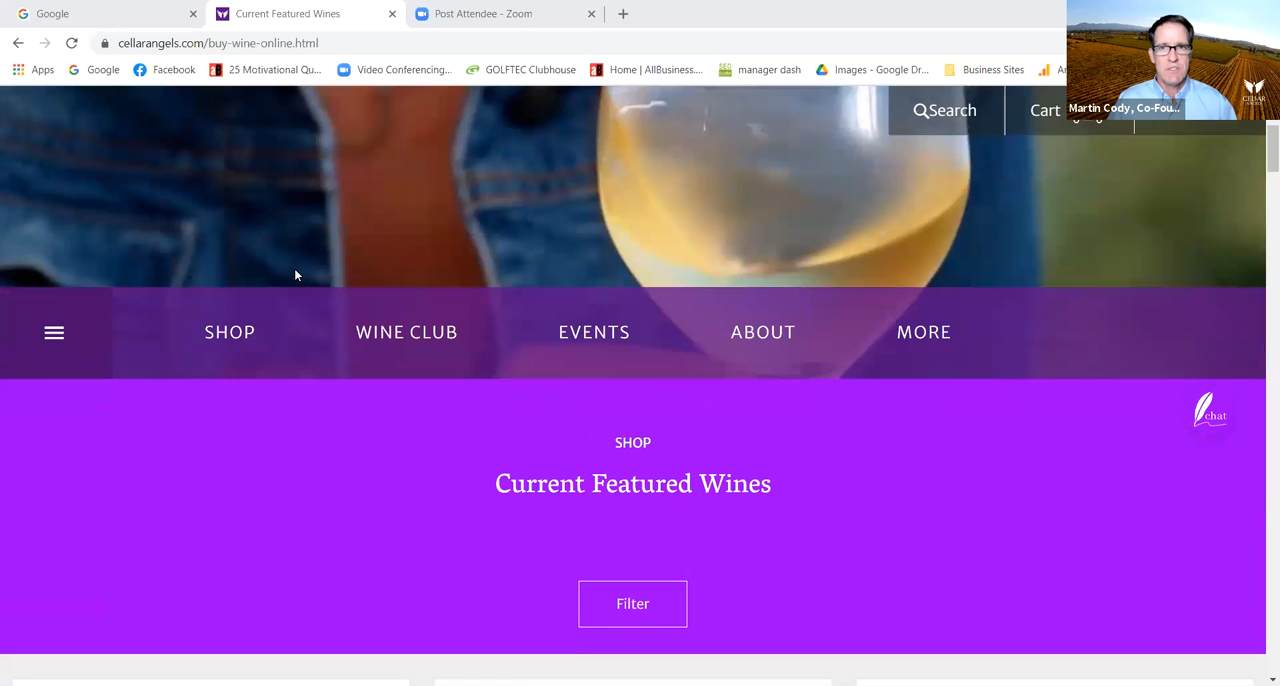 Google
Current Featured Wines
Post Attendee - Zoom
cellarangels.com/buy-wine-online.html
Apps
Google
Facebook
25 Motivational Qu...
Video Conferencing...
GOLFTEC Clubhouse
Home | AllBusiness....
manager dash
Images - Google Dr...
Business Sites
Martin Cody, Co-Fou...
Search
Cart
SHOP
WINE CLUB
EVENTS
ABOUT
MORE
chat
SHOP
Current Featured Wines
Filter